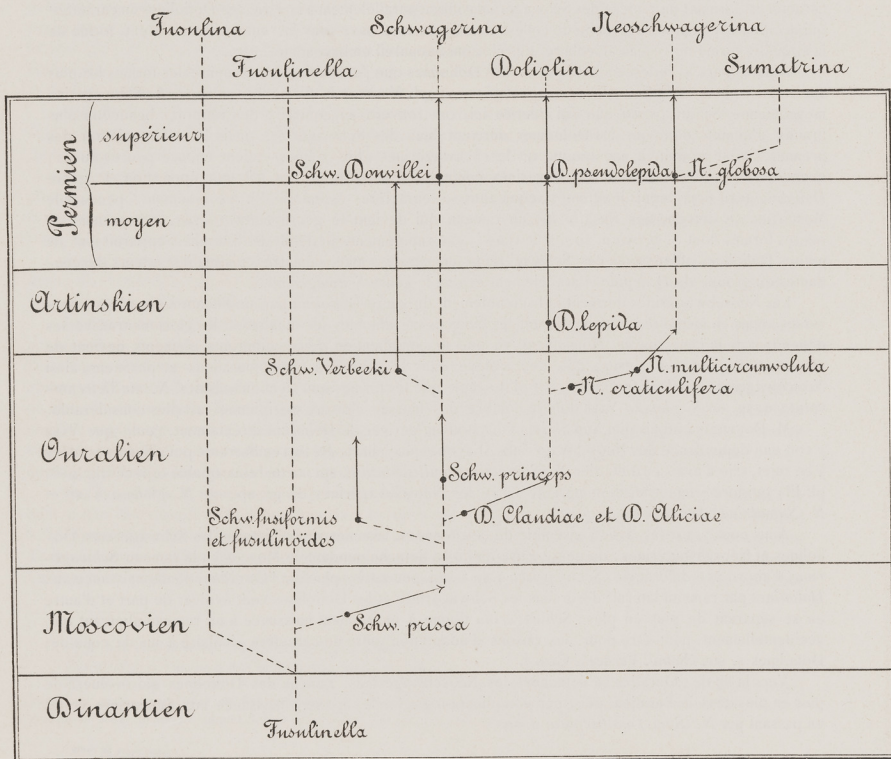 Fusulina
Schwagerina
Neoschwagerina
Fusulinella
Doliolina
Sumatrina
Permien
supérieur
Schw. Douvillei
D. pseudolepida
N. globosa
moyen
Artinskien
D. lepida
Schw. Verbeeki
N. multicircumvoluta
N. craticulifera
Ouralien
Schw. princeps
Schw. fusiformis
et fusulinoïdes
D. Claudiae et D. Aliciae
Moscovien
Schw. prisca
Dinantien
Fusulinella